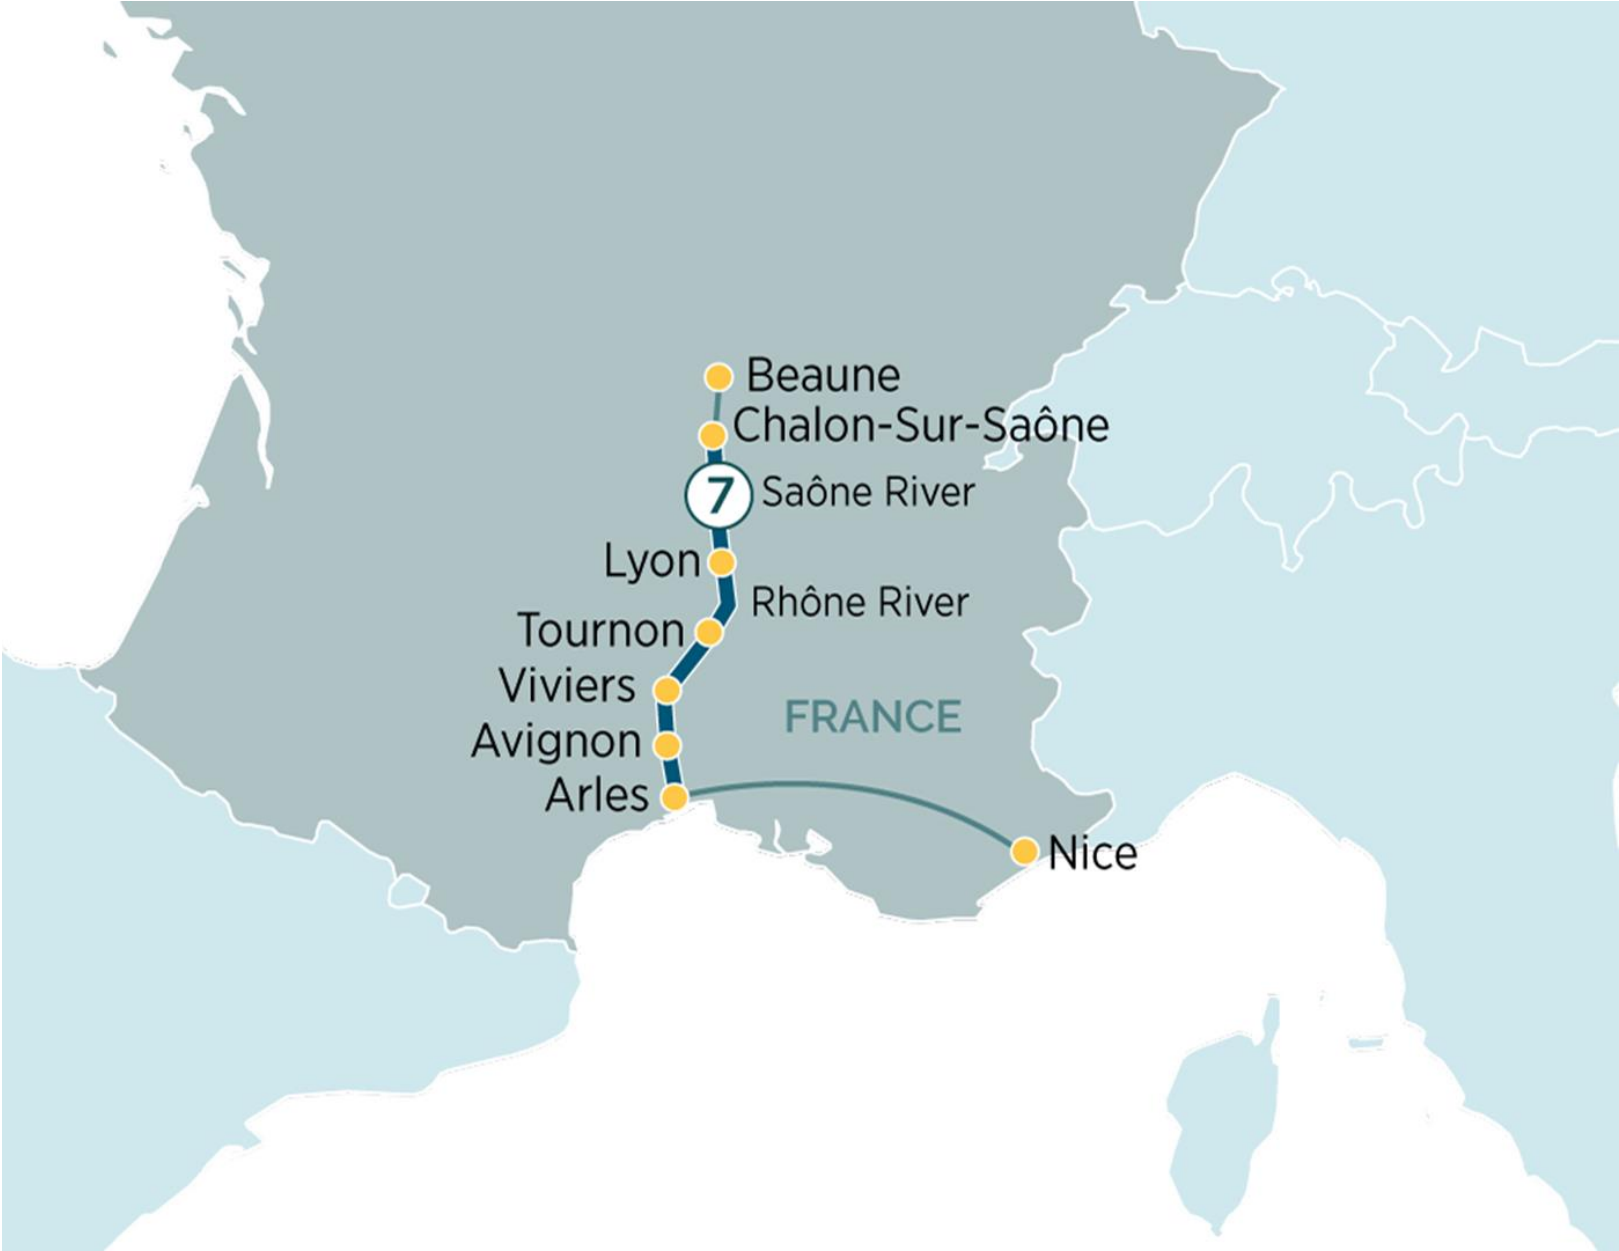 Beaune
Chalon-Sur-Saône
7
Saône River
Lyon
Rhône River
Tournon
Viviers
FRANCE
Avignon
Arles
Nice